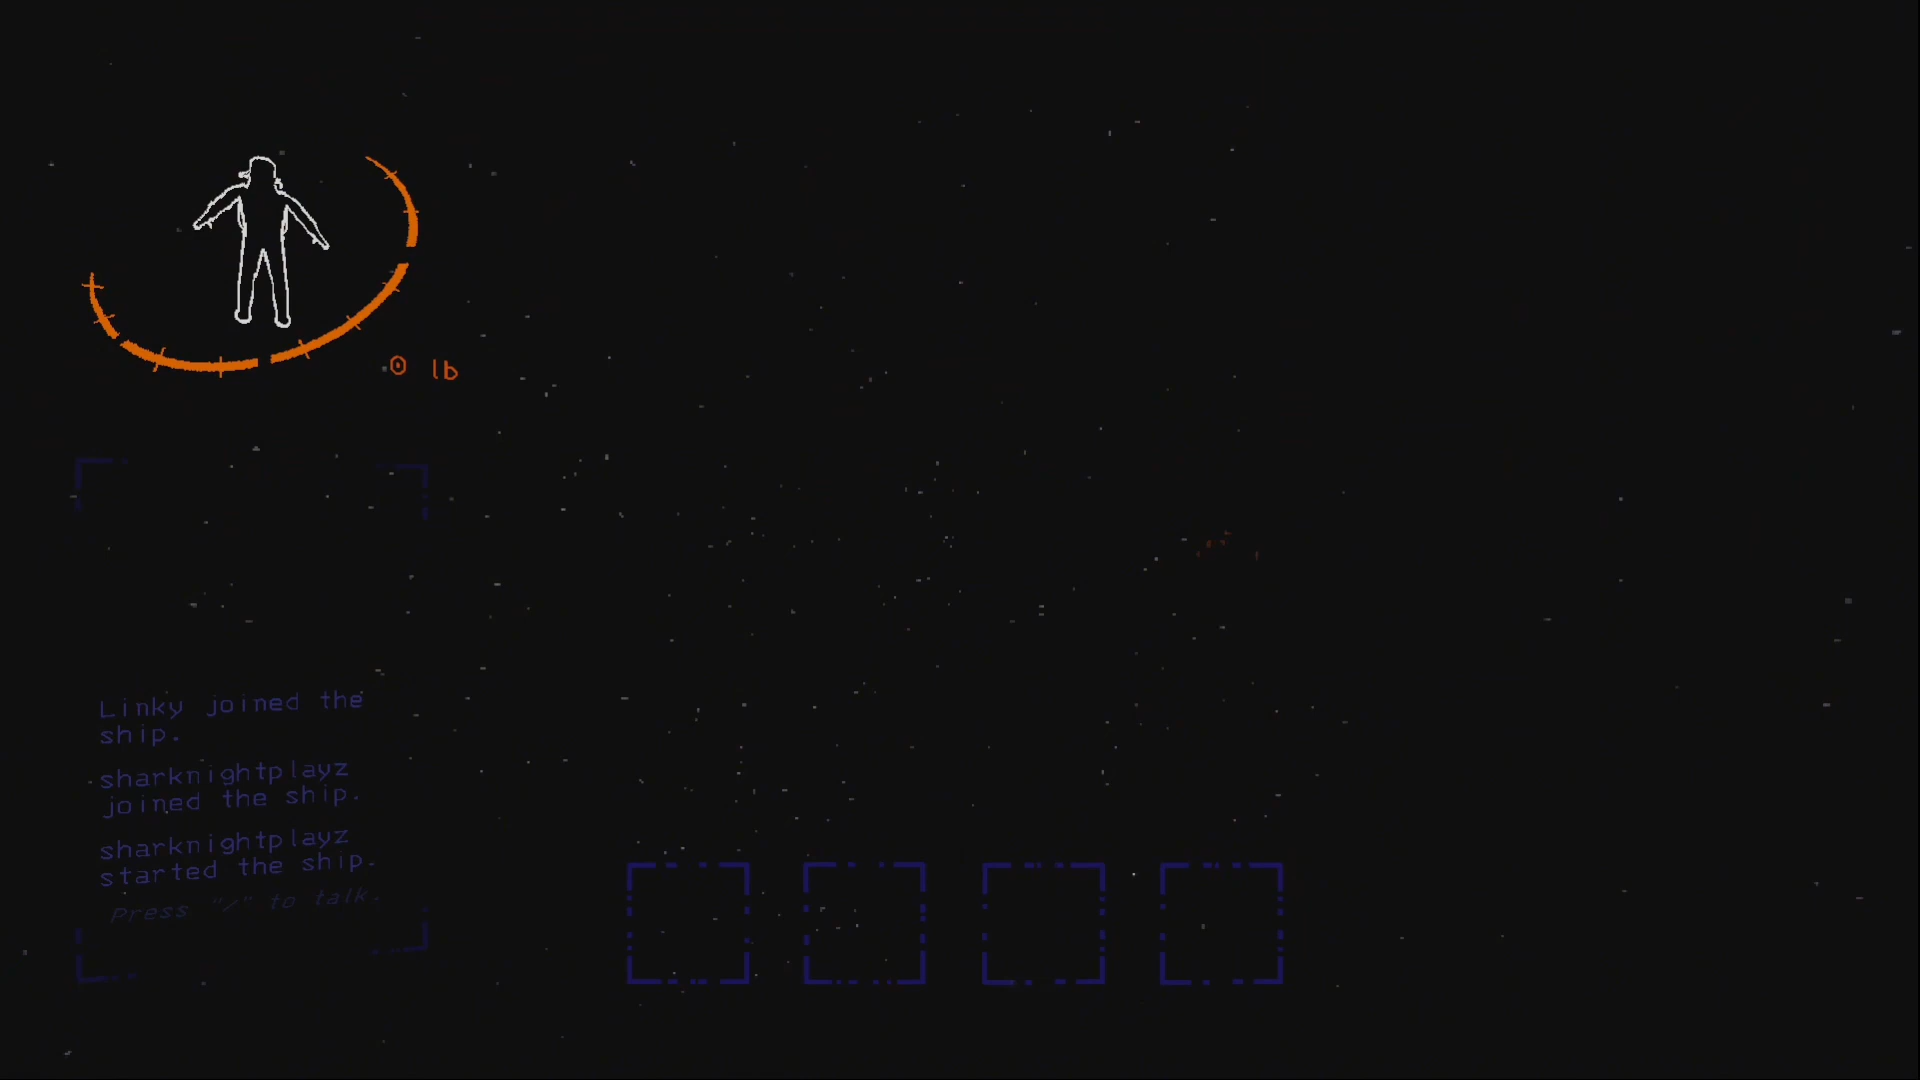 0 lb
Linky joined the
ship.
sharknightplayz
joined the ship.
sharknightplayz
started the ship.
Press "/" to talk.